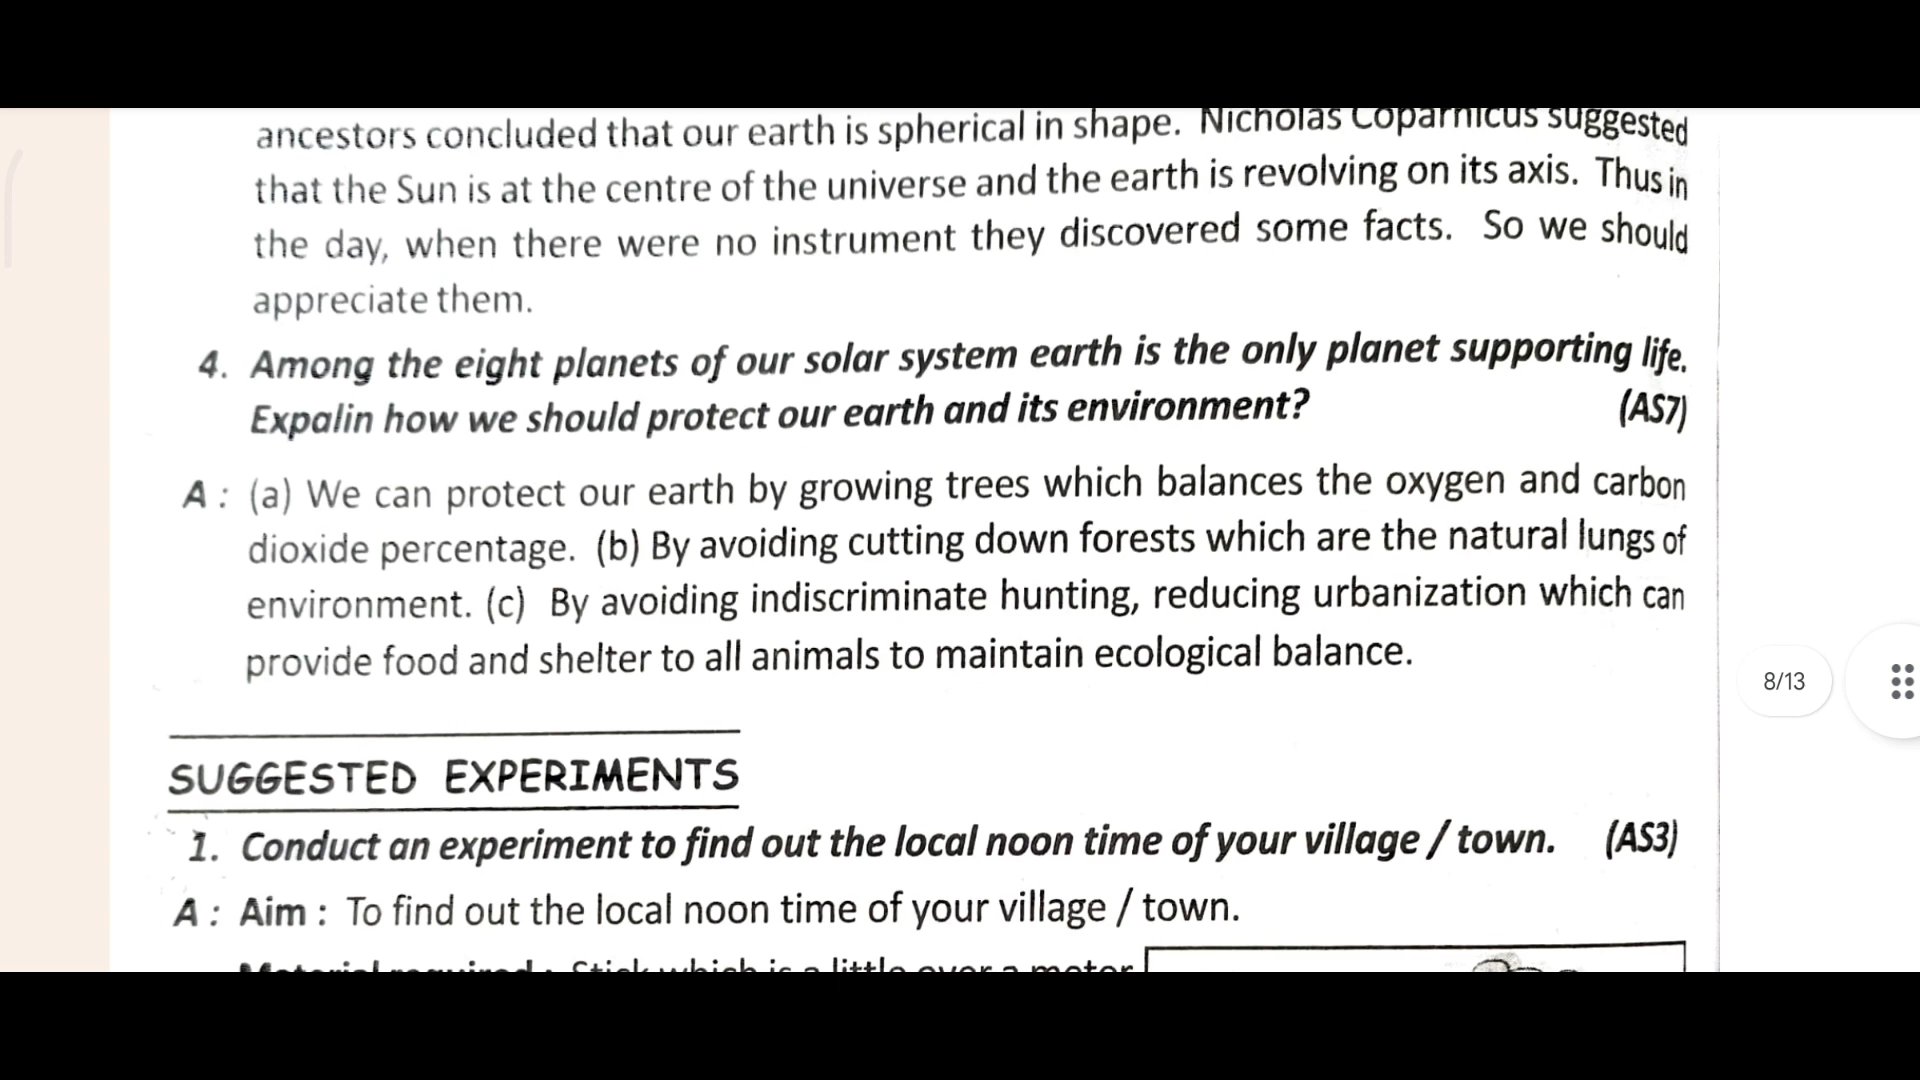 ancestors concluded that our earth is spherical in shape. Nicholas Coparnicus suggested
that the Sun is at the centre of the universe and the earth is revolving on its axis. Thus in
the day, when there were no instrument they discovered some facts. So we should
appreciate them.
4. Among the eight planets of our solar system earth is the only planet supporting life.
Expalin how we should protect our earth and its environment? (AS7)
A : (a) We can protect our earth by growing trees which balances the oxygen and carbon
dioxide percentage. (b) By avoiding cutting down forests which are the natural lungs of
environment. (c) By avoiding indiscriminate hunting, reducing urbanization which can
provide food and shelter to all animals to maintain ecological balance.
8/13
SUGGESTED EXPERIMENTS
1. Conduct an experiment to find out the local noon time of your village / town. (AS3)
A : Aim : To find out the local noon time of your village / town.
Material required : Stick which is a little over a meter